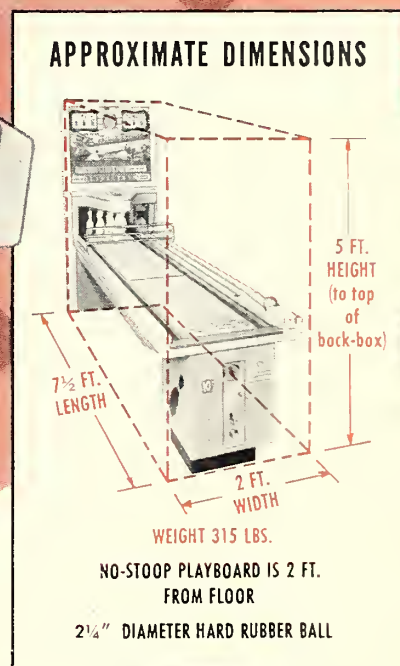 APPROXIMATE DIMENSIONS
5 FT.
HEIGHT
(to top
of
back-box)
7½ FT.
LENGTH
2 FT.
WIDTH
WEIGHT 315 LBS.
NO-STOOP PLAYBOARD IS 2 FT.
FROM FLOOR
2¼" DIAMETER HARD RUBBER BALL